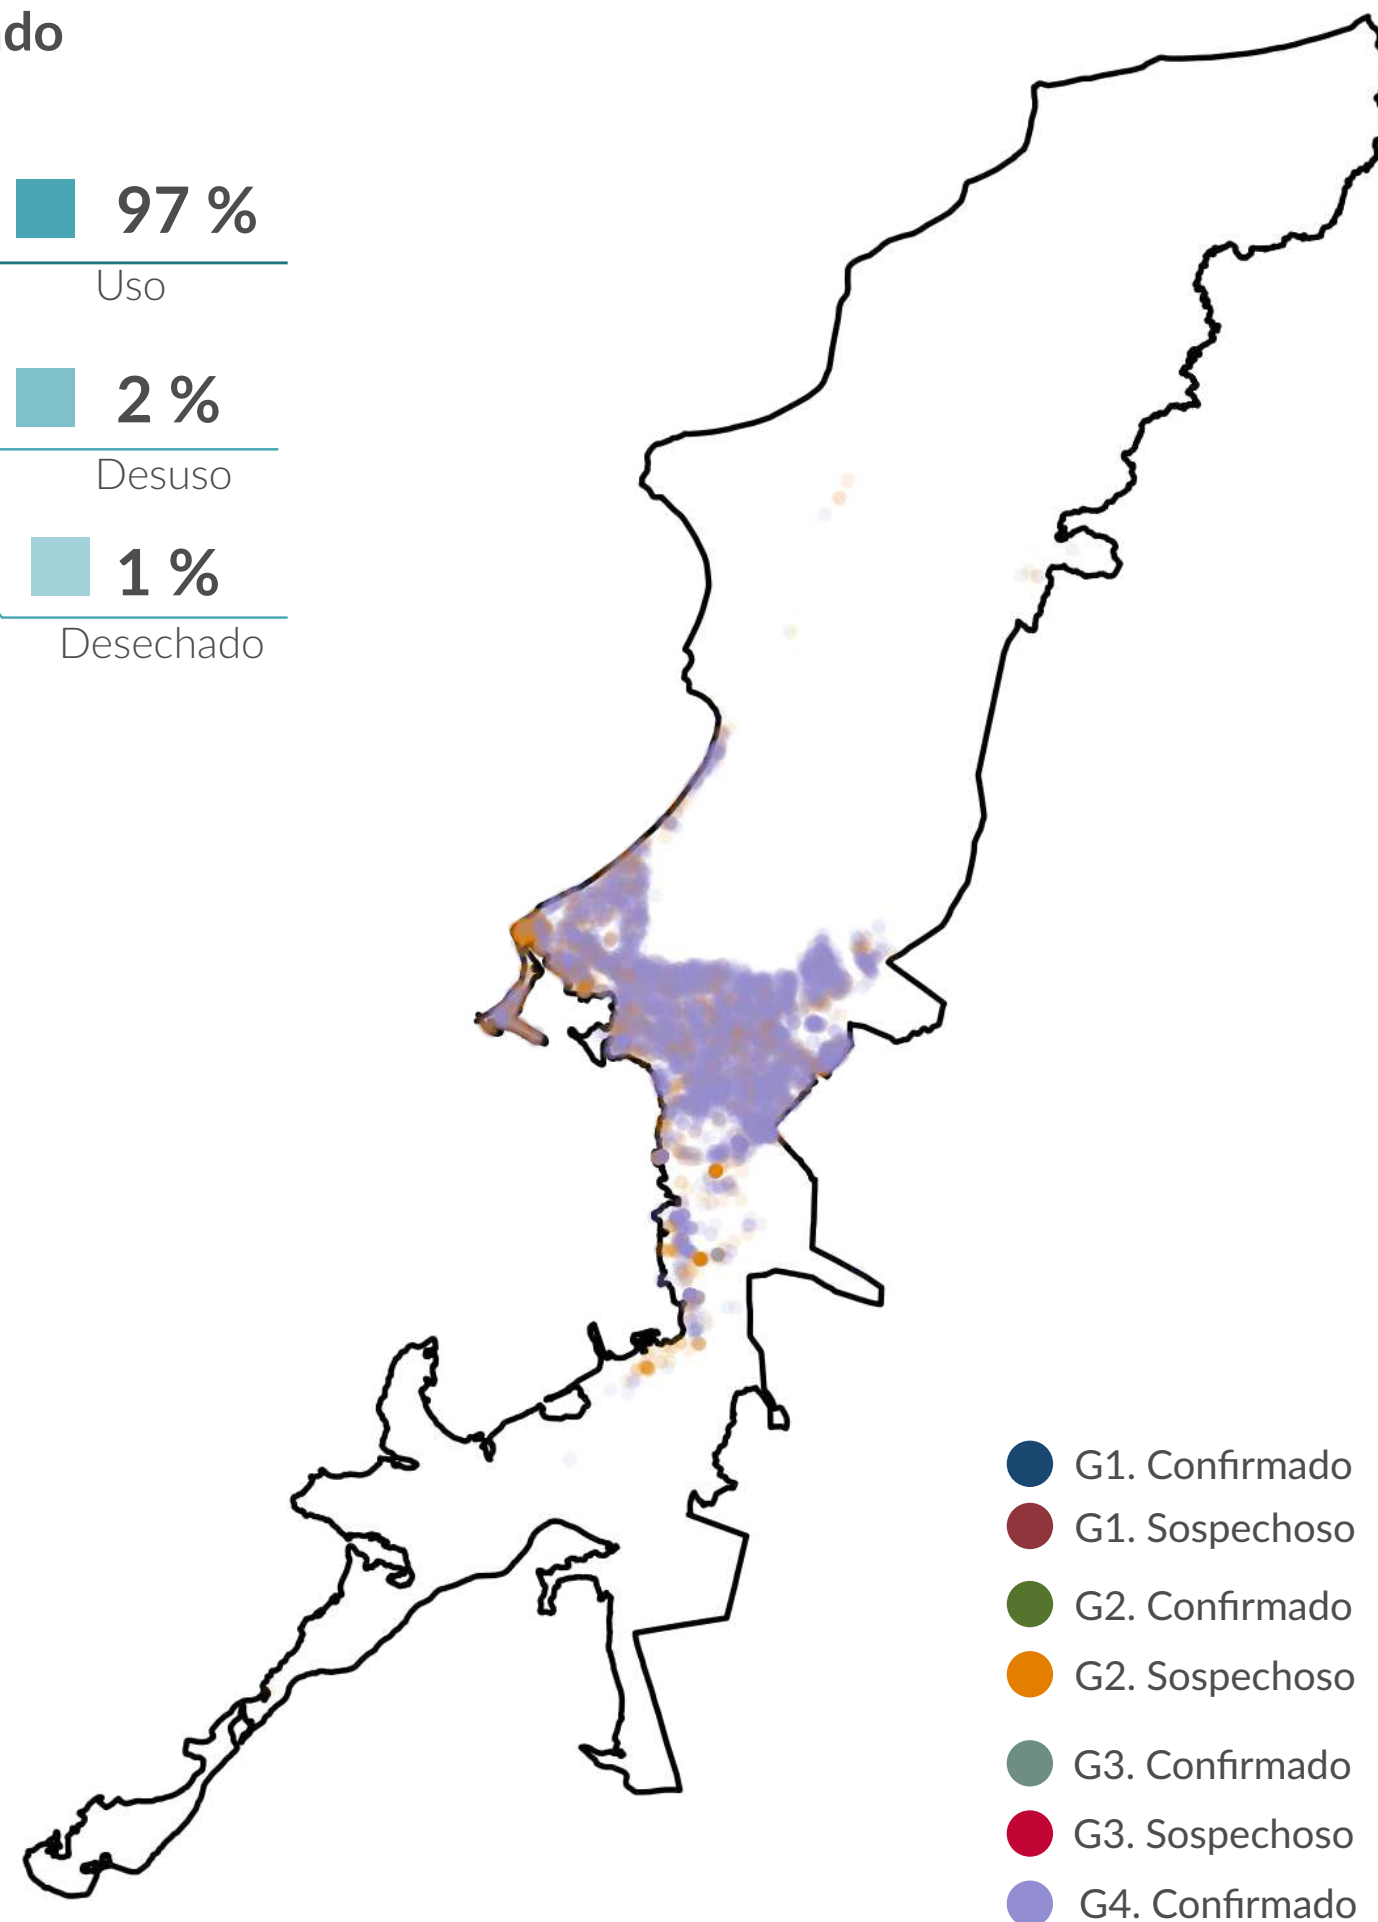 do
97 %
Uso
2 %
Desuso
1 %
Desechado
G1. Confirmado
G1. Sospechoso
G2. Confirmado
G2. Sospechoso
G3. Confirmado
G3. Sospechoso
G4. Confirmado